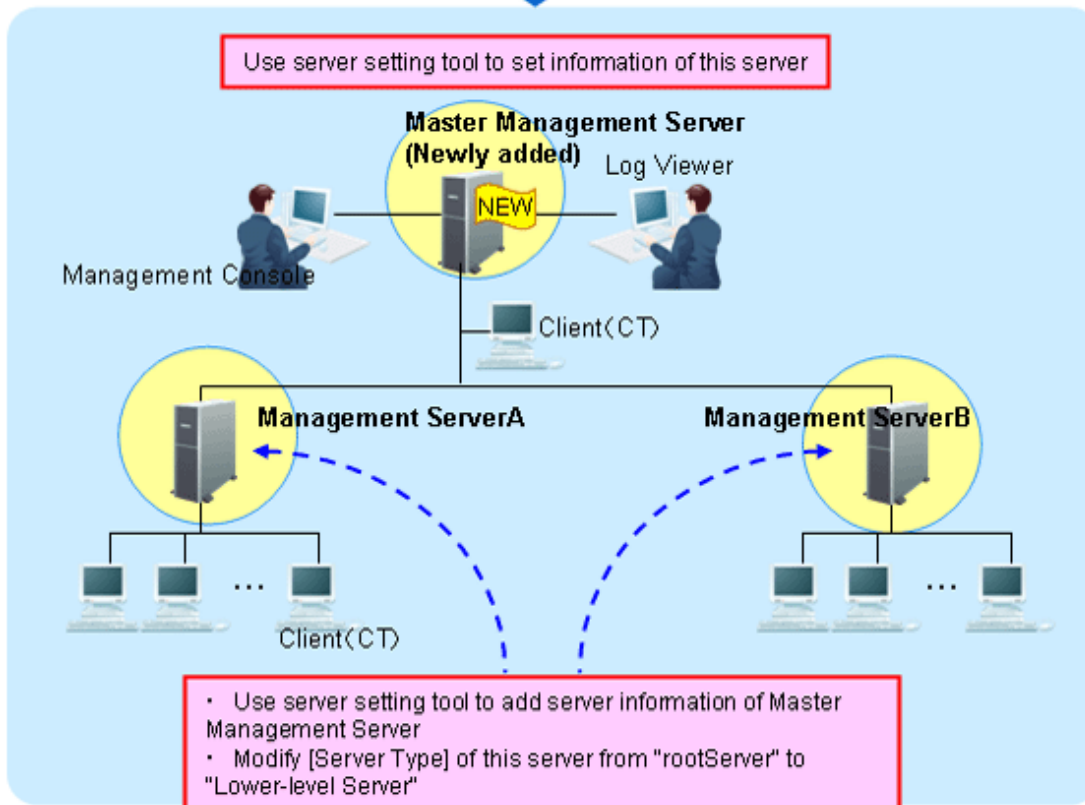 Use server setting tool to set information of this server
Master Management Server
(Newly added)
Log Viewer
NEW
Management Console
Client(CT)
Management ServerA
Management ServerB
...
...
Client(CT)
・ Use server setting tool to add server information of Master
Management Server
・ Modify [Server Type] of this server from "rootServer" to
"Lower-level Server"